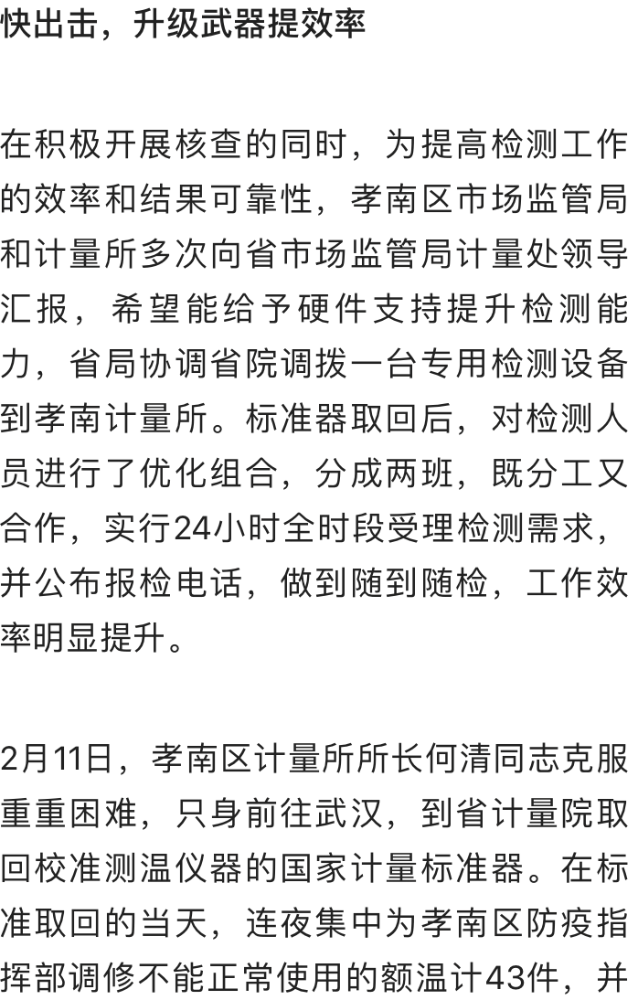 快出击，升级武器提效率
在积极开展核查的同时，为提高检测工作
的效率和结果可靠性，孝南区市场监管局
和计量所多次向省市场监管局计量处领导
汇报，希望能给予硬件支持提升检测能
力，省局协调省院调拨一台专用检测设备
到孝南计量所。标准器取回后，对检测人
员进行了优化组合，分成两班，既分工又
合作，实行24小时全时段受理检测需求，
并公布报检电话，做到随到随检，工作效
率明显提升。
2月11日，孝南区计量所所长何清同志克服
重重困难，只身前往武汉，到省计量院取
回校准测温仪器的国家计量标准器。在标
准取回的当天，连夜集中为孝南区防疫指
挥部调修不能正常使用的额温计43件，并